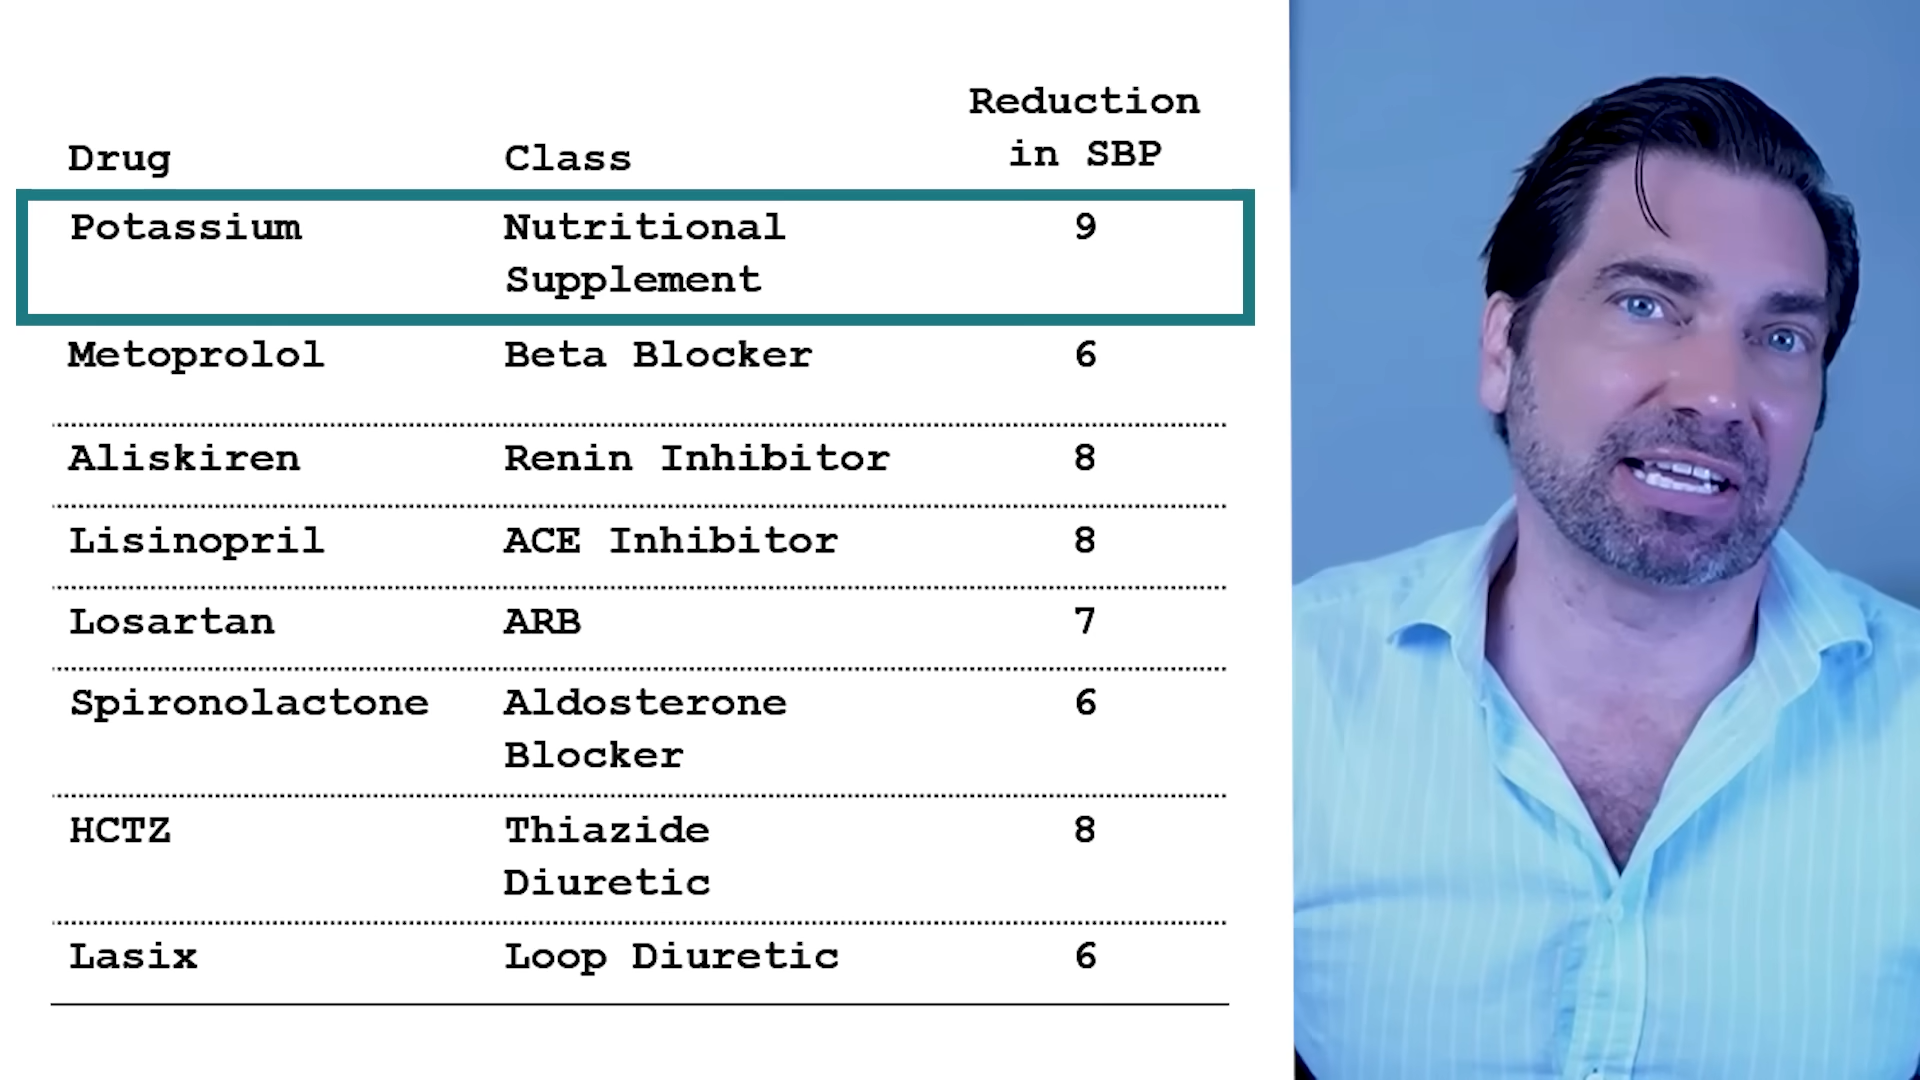 Reduction
Drug Class in SBP
Potassium Nutritional 9
Supplement
Metoprolol Beta Blocker 6
Aliskiren Renin Inhibitor 8
Lisinopril ACE Inhibitor 8
Losartan ARB 7
Spironolactone Aldosterone 6
Blocker
HCTZ Thiazide 8
Diuretic
Lasix Loop Diuretic 6